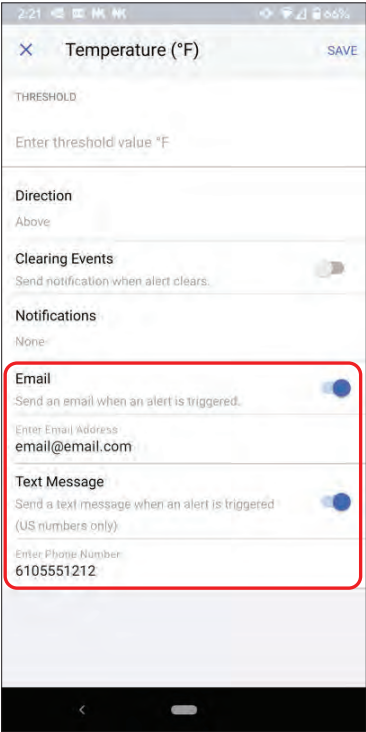 2:21
66%
Temperature (°F)
SAVE
THRESHOLD
Enter threshold value °F
Direction
Above
Clearing Events
Send notification when alert clears.
Notifications
None
Email
Send an email when an alert is triggered.
Enter Email Address
email@email.com
Text Message
Send a text message when an alert is triggered
(US numbers only)
Enter Phone Number
6105551212